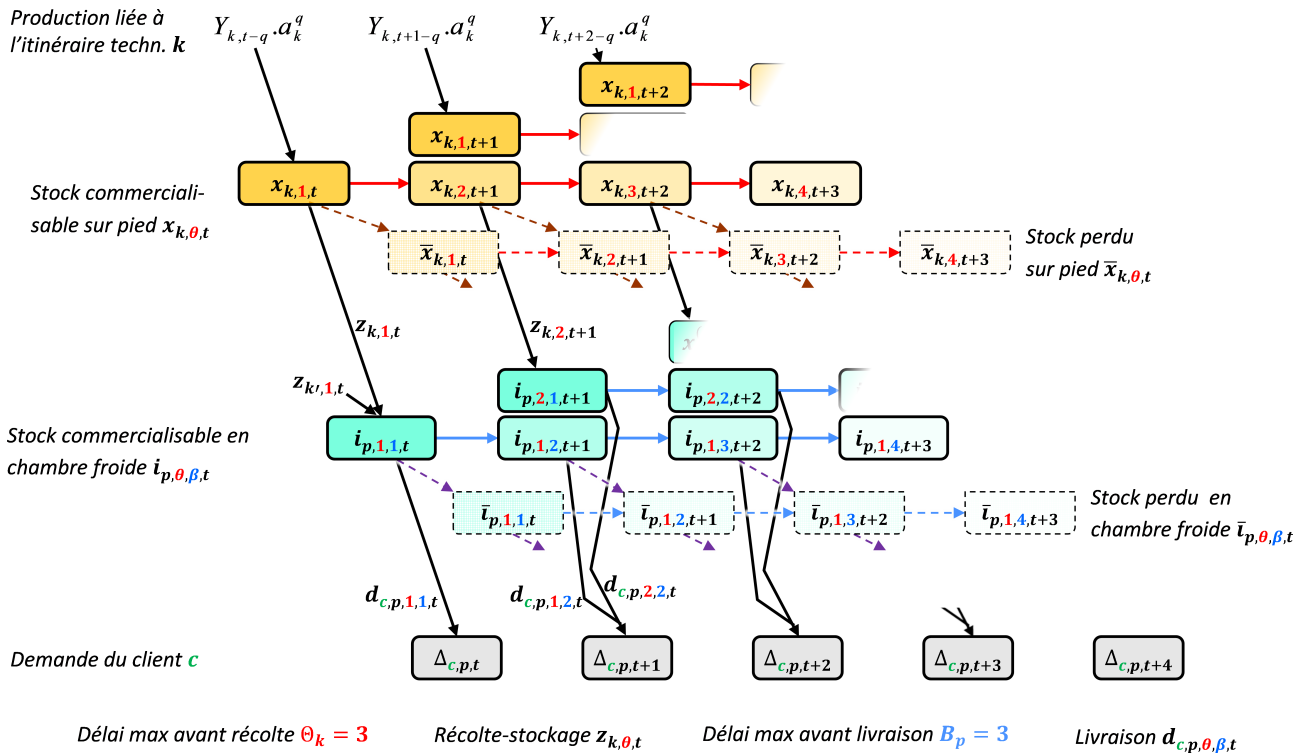 Production liée à
l'itinéraire techn. k
Y_{k,t-q}.a_k^q
Y_{k,t+1-q}.a_k^q
Y_{k,t+2-q}.a_k^q
x_{k,1,t+2}
x_{k,1,t+1}
x_{k,1,t}
x_{k,2,t+1}
x_{k,3,t+2}
x_{k,4,t+3}
Stock commerciali-
sable sur pied x_{k,θ,t}
x̅_{k,1,t}
x̅_{k,2,t+1}
x̅_{k,3,t+2}
x̅_{k,4,t+3}
Stock perdu
sur pied x̅_{k,θ,t}
z_{k,1,t}
z_{k,2,t+1}
z_{k',1,t}
i_{p,2,1,t+1}
i_{p,2,2,t+2}
i_{p,1,1,t}
i_{p,1,2,t+1}
i_{p,1,3,t+2}
i_{p,1,4,t+3}
Stock commercialisable en
chambre froide i_{p,θ,β,t}
i̅_{p,1,1,t}
i̅_{p,1,2,t+1}
i̅_{p,1,3,t+2}
i̅_{p,1,4,t+3}
Stock perdu en
chambre froide i̅_{p,θ,β,t}
d_{c,p,1,1,t}
d_{c,p,1,2,t}
d_{c,p,2,2,t}
Demande du client c
Δ_{c,p,t}
Δ_{c,p,t+1}
Δ_{c,p,t+2}
Δ_{c,p,t+3}
Δ_{c,p,t+4}
Délai max avant récolte Θ_k = 3
Récolte-stockage z_{k,θ,t}
Délai max avant livraison B_p = 3
Livraison d_{c,p,θ,β,t}